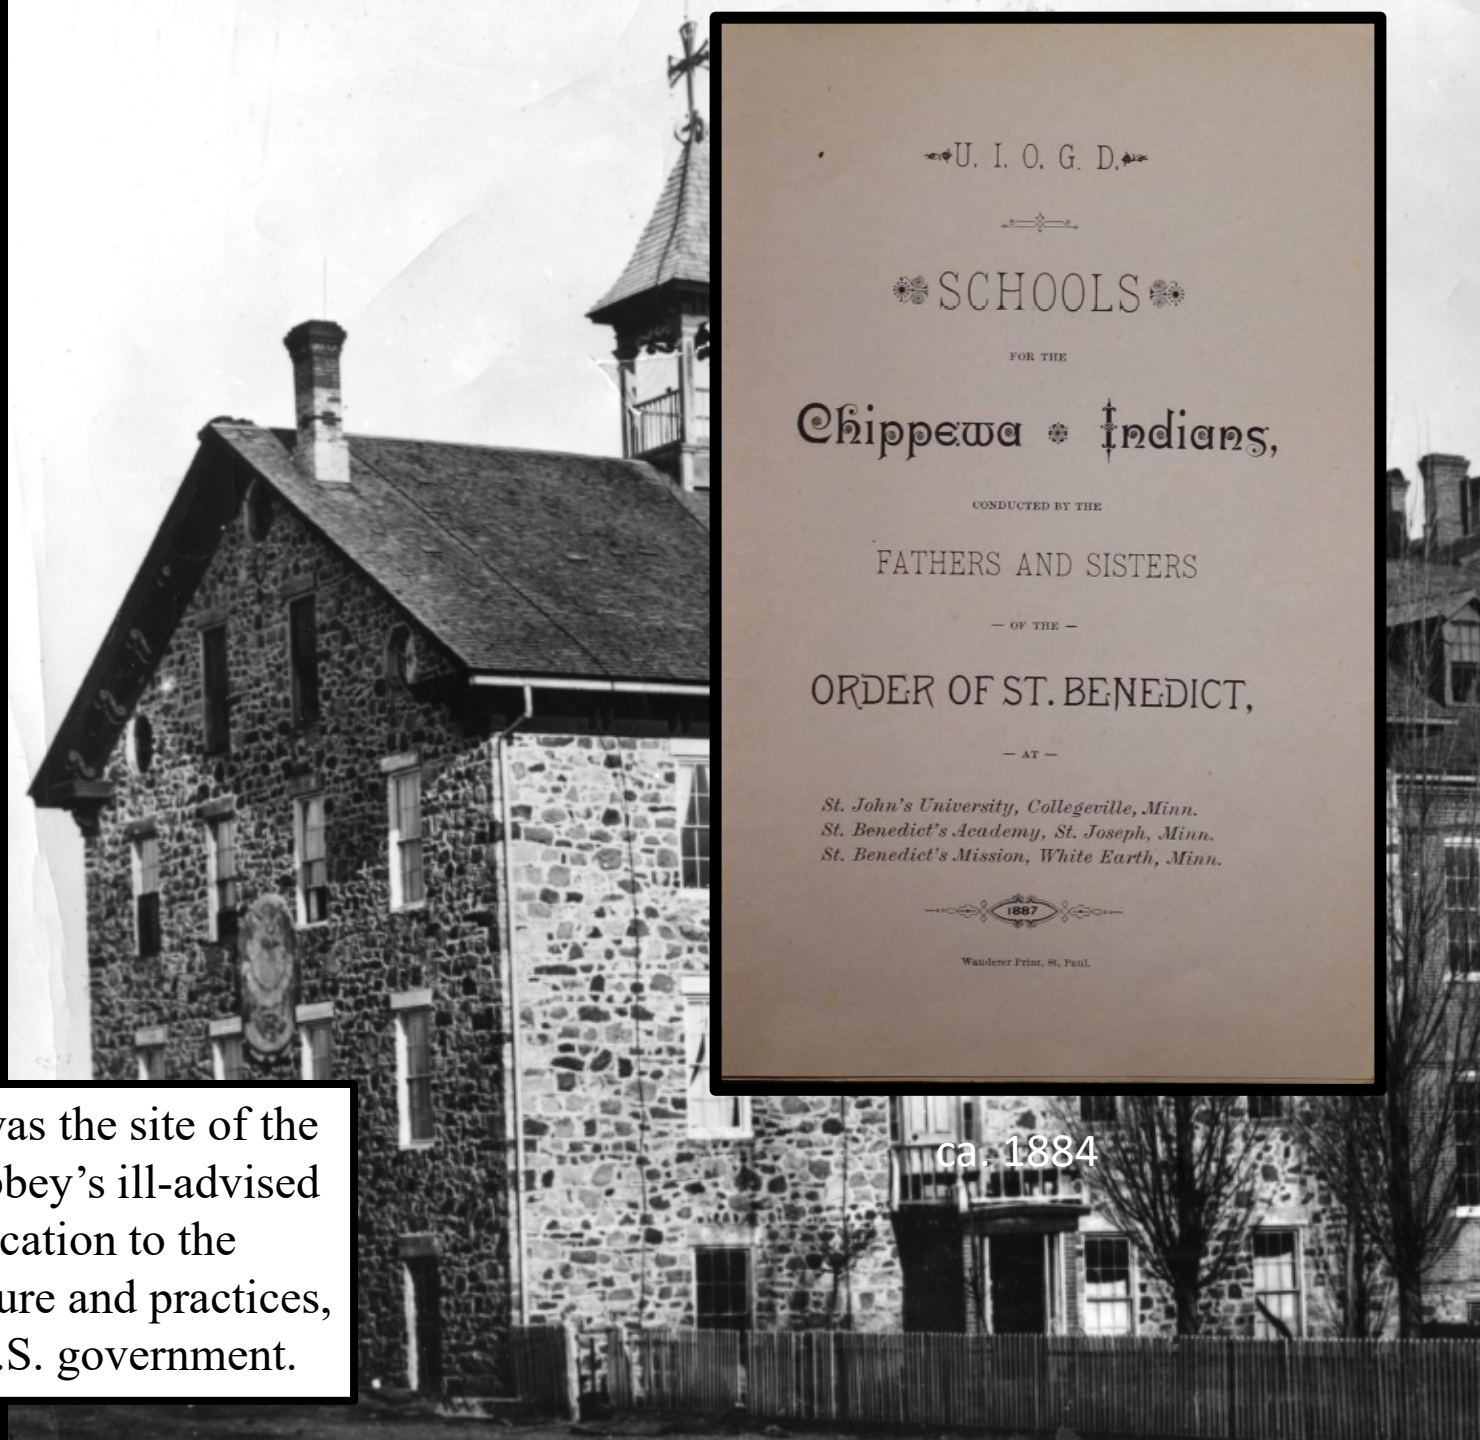 U. I. O. G. D.
SCHOOLS
FOR THE
Chippewa Indians,
CONDUCTED BY THE
FATHERS AND SISTERS
— OF THE —
ORDER OF ST. BENEDICT,
— AT —
St. John's University, Collegeville, Minn.
St. Benedict's Academy, St. Joseph, Minn.
St. Benedict's Mission, White Earth, Minn.
1887
Wanderer Print, St. Paul.
was the site of the
bbey’s ill-advised
cation to the
ure and practices,
.S. government.
ca. 1884